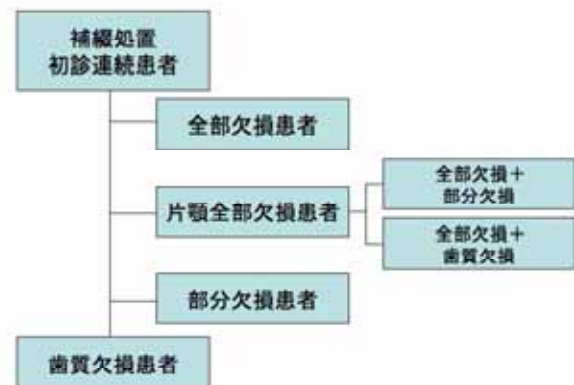 補綴処置
初診連続患者
全部欠損患者
片顎全部欠損患者
全部欠損＋
部分欠損
全部欠損＋
歯質欠損
部分欠損患者
歯質欠損患者